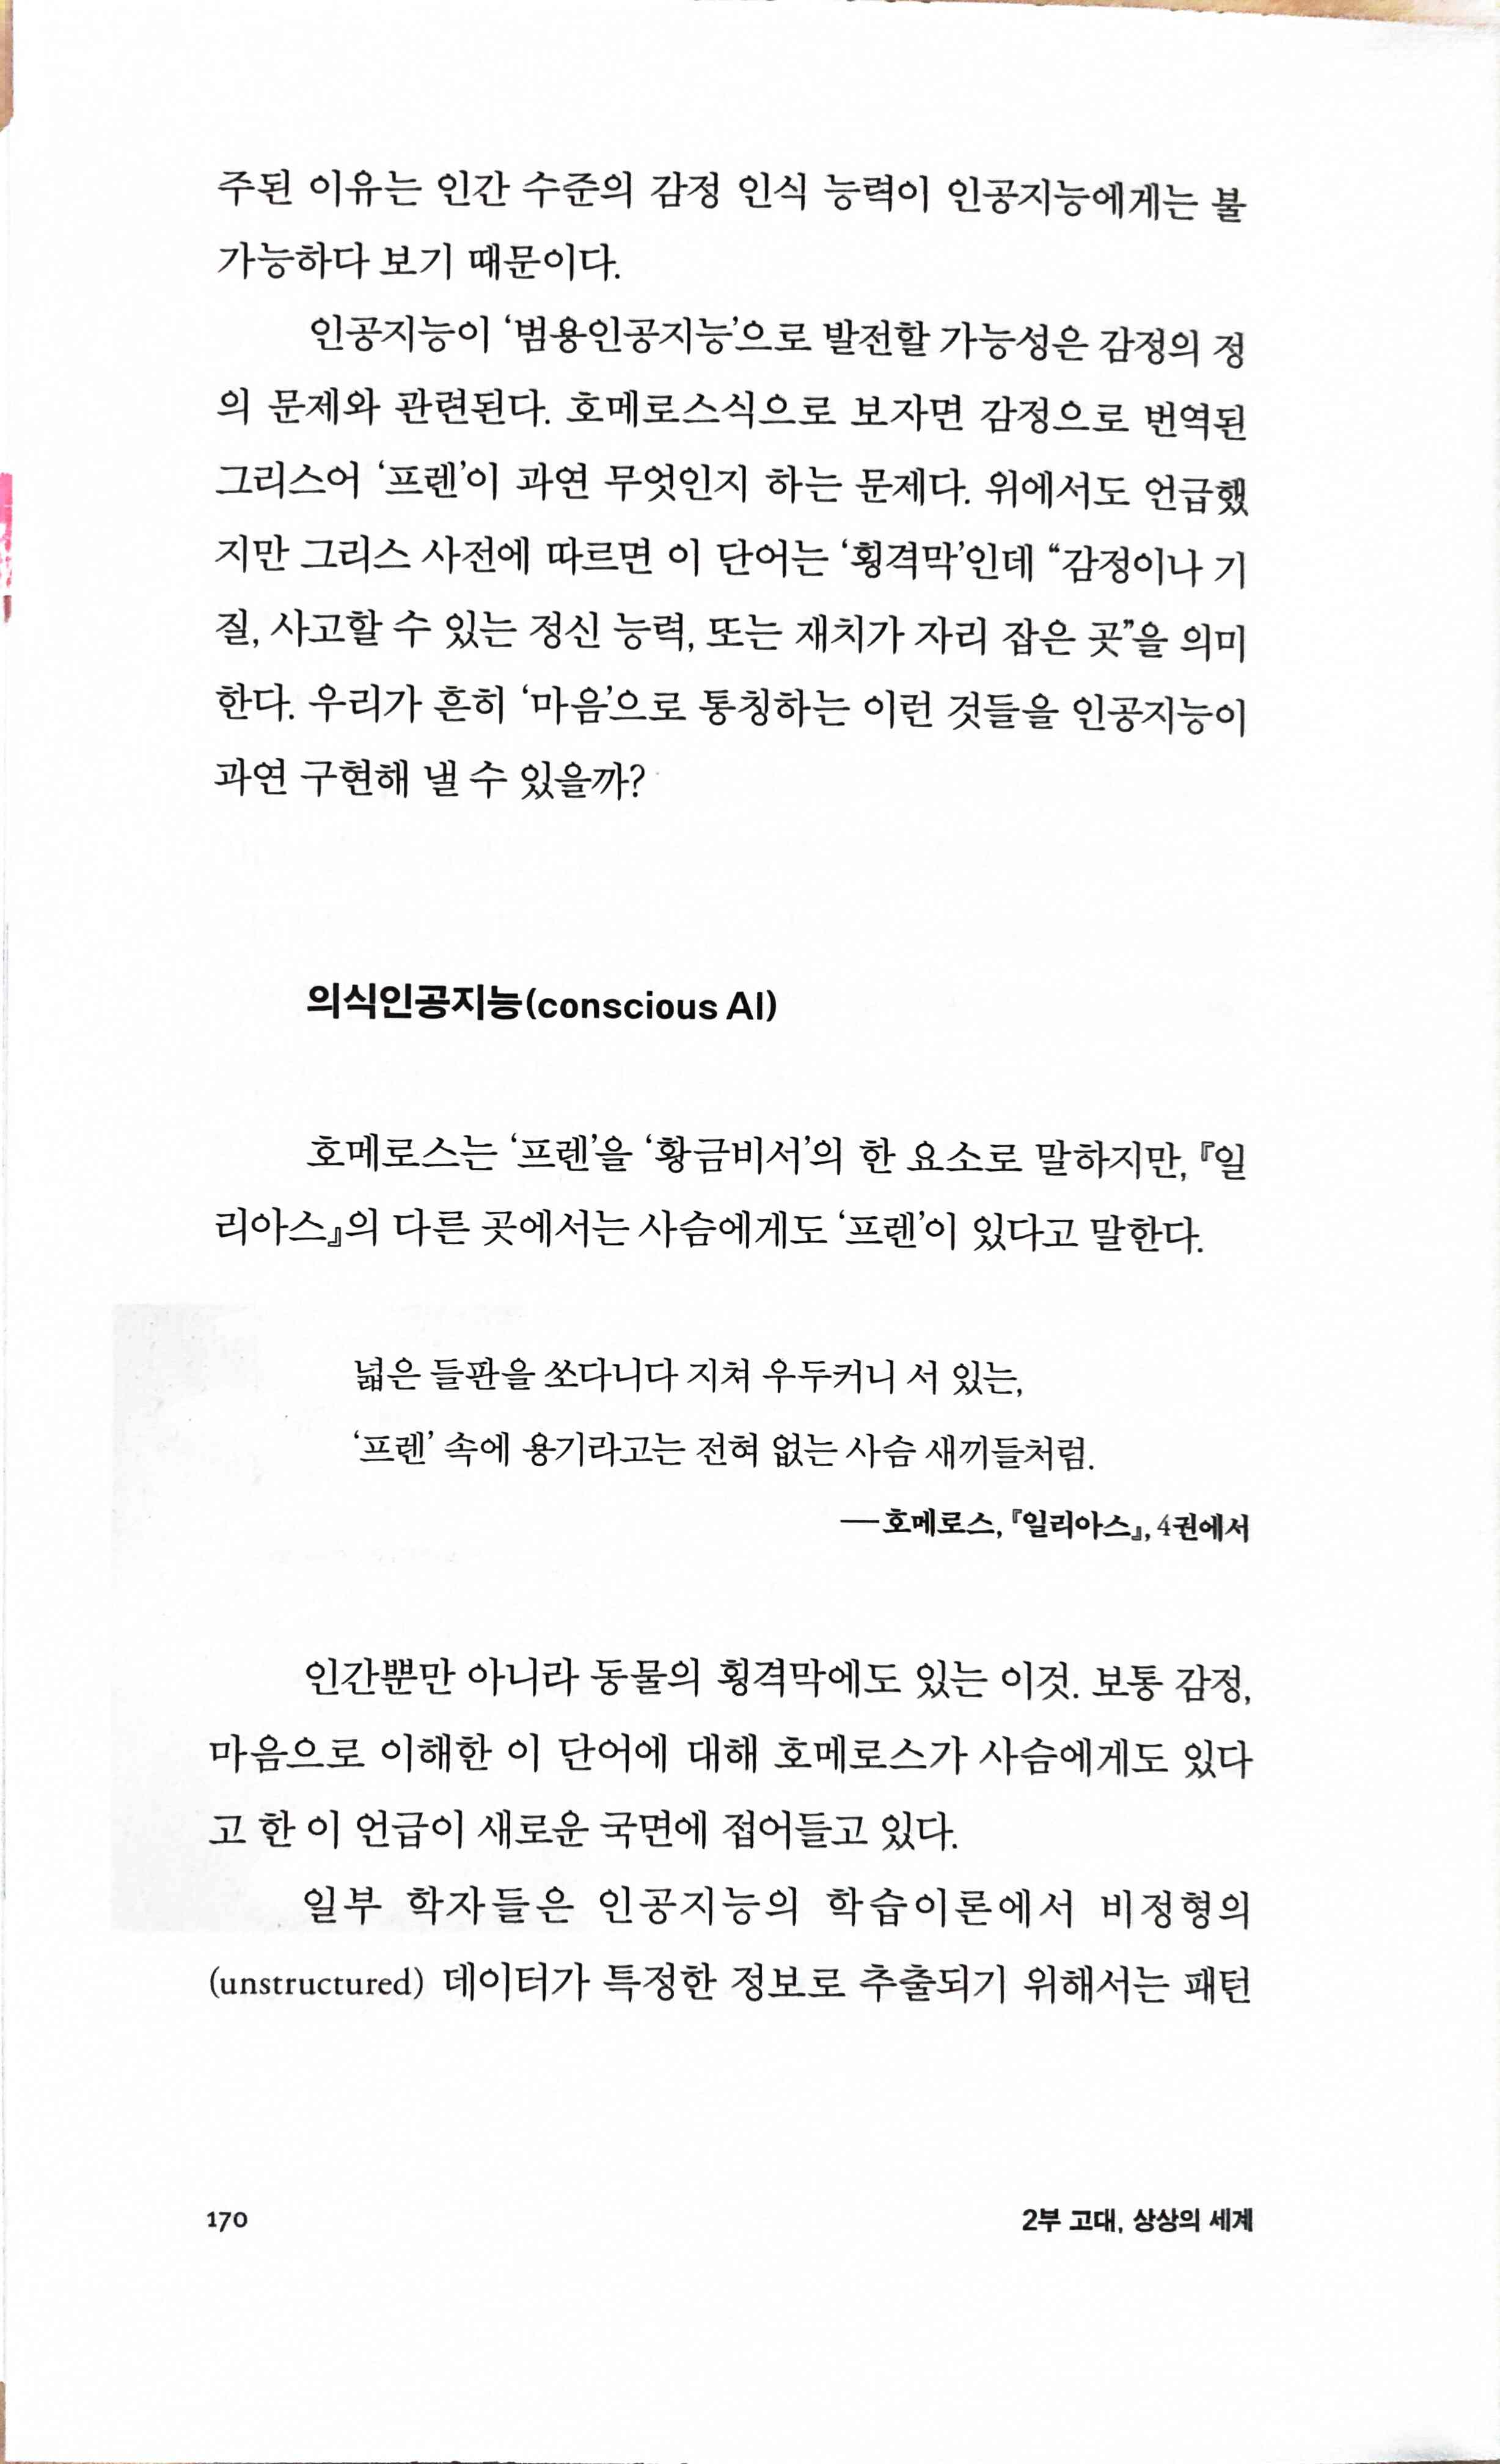 주된 이유는 인간 수준의 감정 인식 능력이 인공지능에게는 불
가능하다 보기 때문이다.
인공지능이 ‘범용인공지능’으로 발전할 가능성은 감정의 정
의 문제와 관련된다. 호메로스식으로 보자면 감정으로 번역된
그리스어 ‘프렌’이 과연 무엇인지 하는 문제다. 위에서도 언급했
지만 그리스 사전에 따르면 이 단어는 ‘횡격막’인데 “감정이나 기
질, 사고할 수 있는 정신 능력, 또는 재치가 자리 잡은 곳”을 의미
한다. 우리가 흔히 ‘마음’으로 통칭하는 이런 것들을 인공지능이
과연 구현해 낼 수 있을까?
의식인공지능(conscious AI)
호메로스는 ‘프렌’을 ‘황금비서’의 한 요소로 말하지만, 『일
리아스』의 다른 곳에서는 사슴에게도 ‘프렌’이 있다고 말한다.
넓은 들판을 쏘다니다 지쳐 우두커니 서 있는,
‘프렌’ 속에 용기라고는 전혀 없는 사슴 새끼들처럼.
—호메로스, 『일리아스』, 4권에서
인간뿐만 아니라 동물의 횡격막에도 있는 이것. 보통 감정,
마음으로 이해한 이 단어에 대해 호메로스가 사슴에게도 있다
고 한 이 언급이 새로운 국면에 접어들고 있다.
일부 학자들은 인공지능의 학습이론에서 비정형의
(unstructured) 데이터가 특정한 정보로 추출되기 위해서는 패턴
170
2부 고대, 상상의 세계